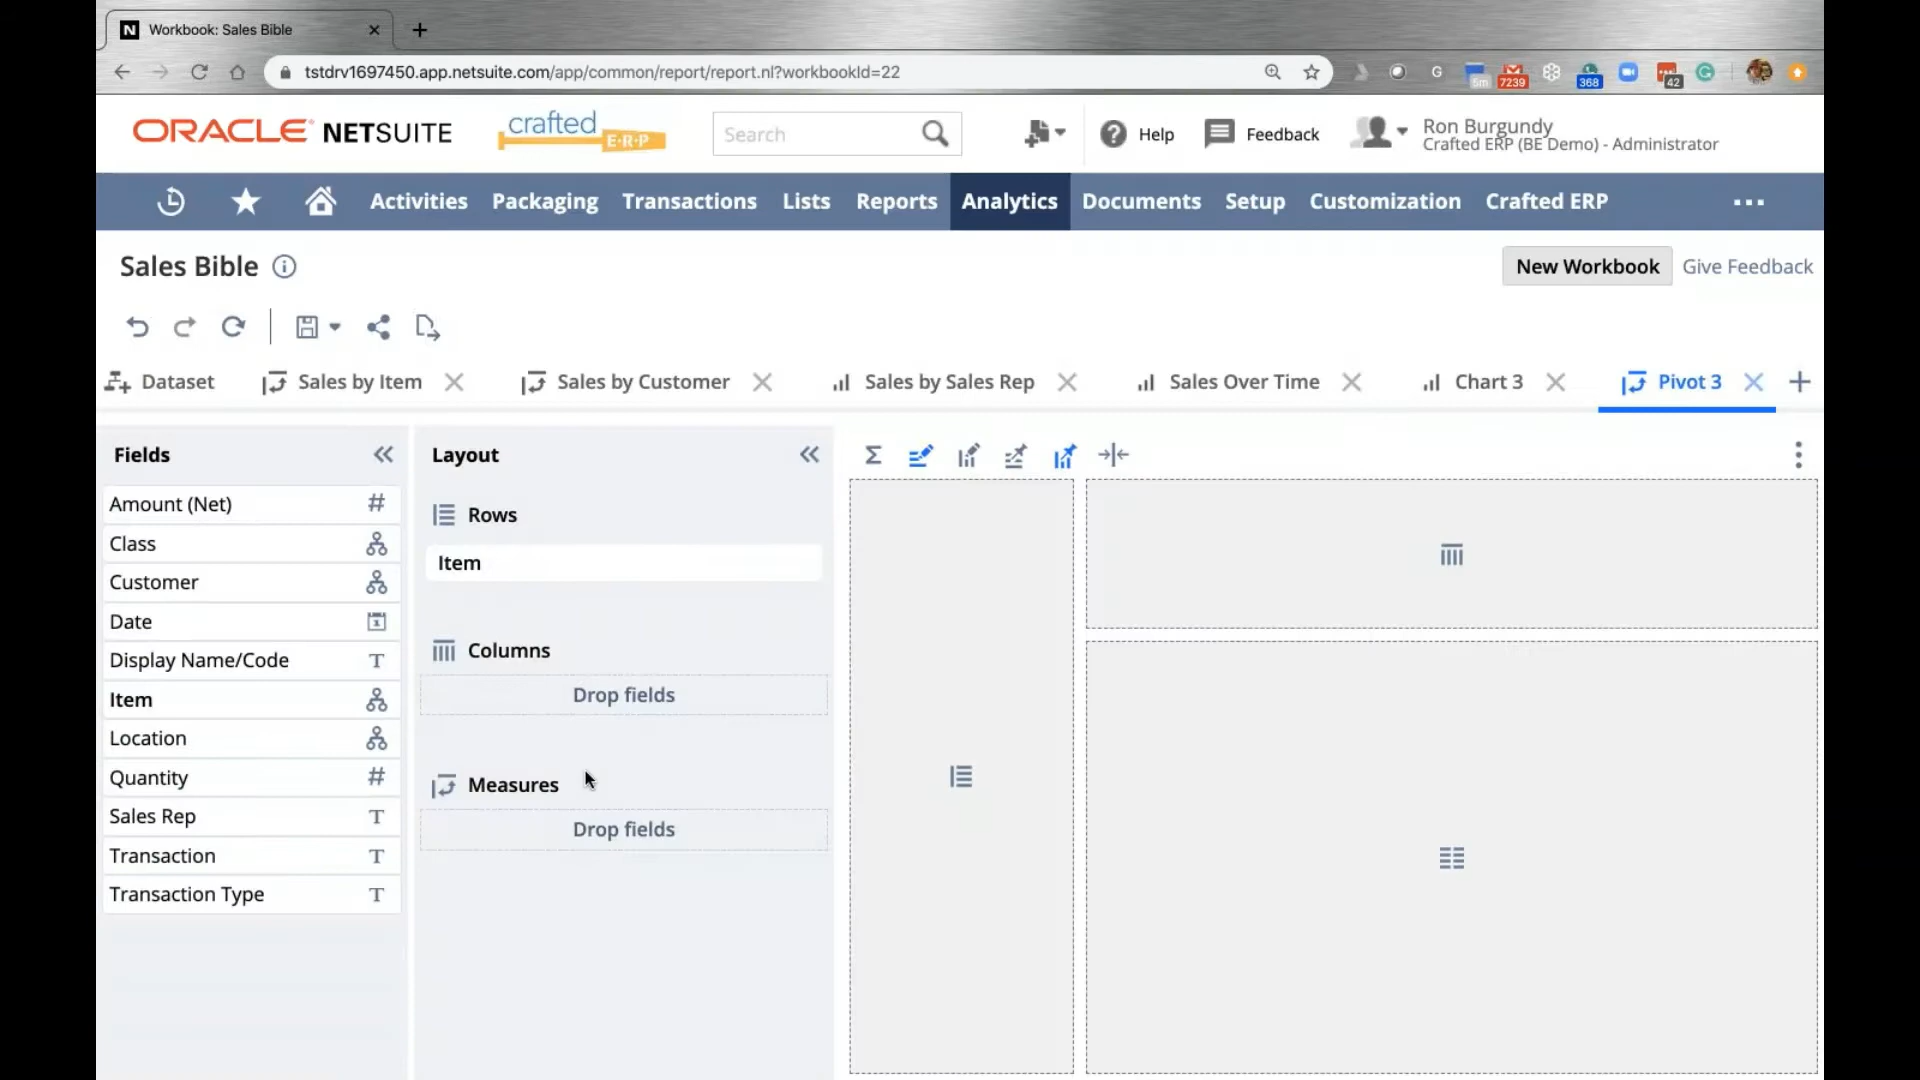 Workbook: Sales Bible
tstdrv1697450.app.netsuite.com/app/common/report/report.nl?workbookId=22
G
5m
7239
368
42
ORACLE NETSUITE
crafted
E·R·P
Search
Help
Feedback
Ron Burgundy
Crafted ERP (BE Demo) - Administrator
Activities
Packaging
Transactions
Lists
Reports
Analytics
Documents
Setup
Customization
Crafted ERP
Sales Bible
New Workbook
Give Feedback
Dataset
Sales by Item
Sales by Customer
Sales by Sales Rep
Sales Over Time
Chart 3
Pivot 3
Fields
Amount (Net)
Class
Customer
Date
Display Name/Code
Item
Location
Quantity
Sales Rep
Transaction
Transaction Type
Layout
Rows
Item
Columns
Drop fields
Measures
Drop fields